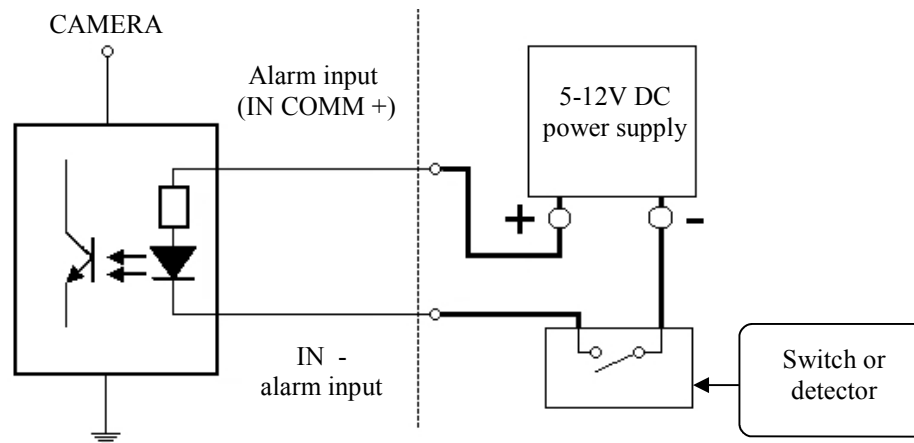 CAMERA
Alarm input
(IN COMM +)
5-12V DC
power supply
+
-
IN -
alarm input
Switch or
detector